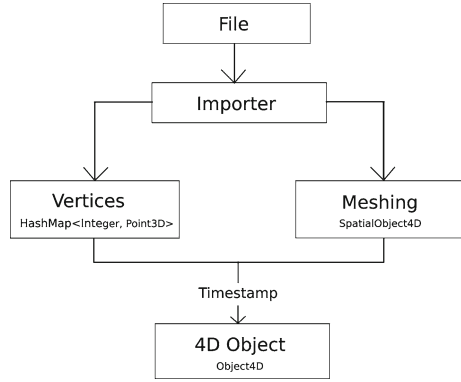 File
Importer
Vertices
HashMap<Integer, Point3D>
Meshing
SpatialObject4D
Timestamp
4D Object
Object4D